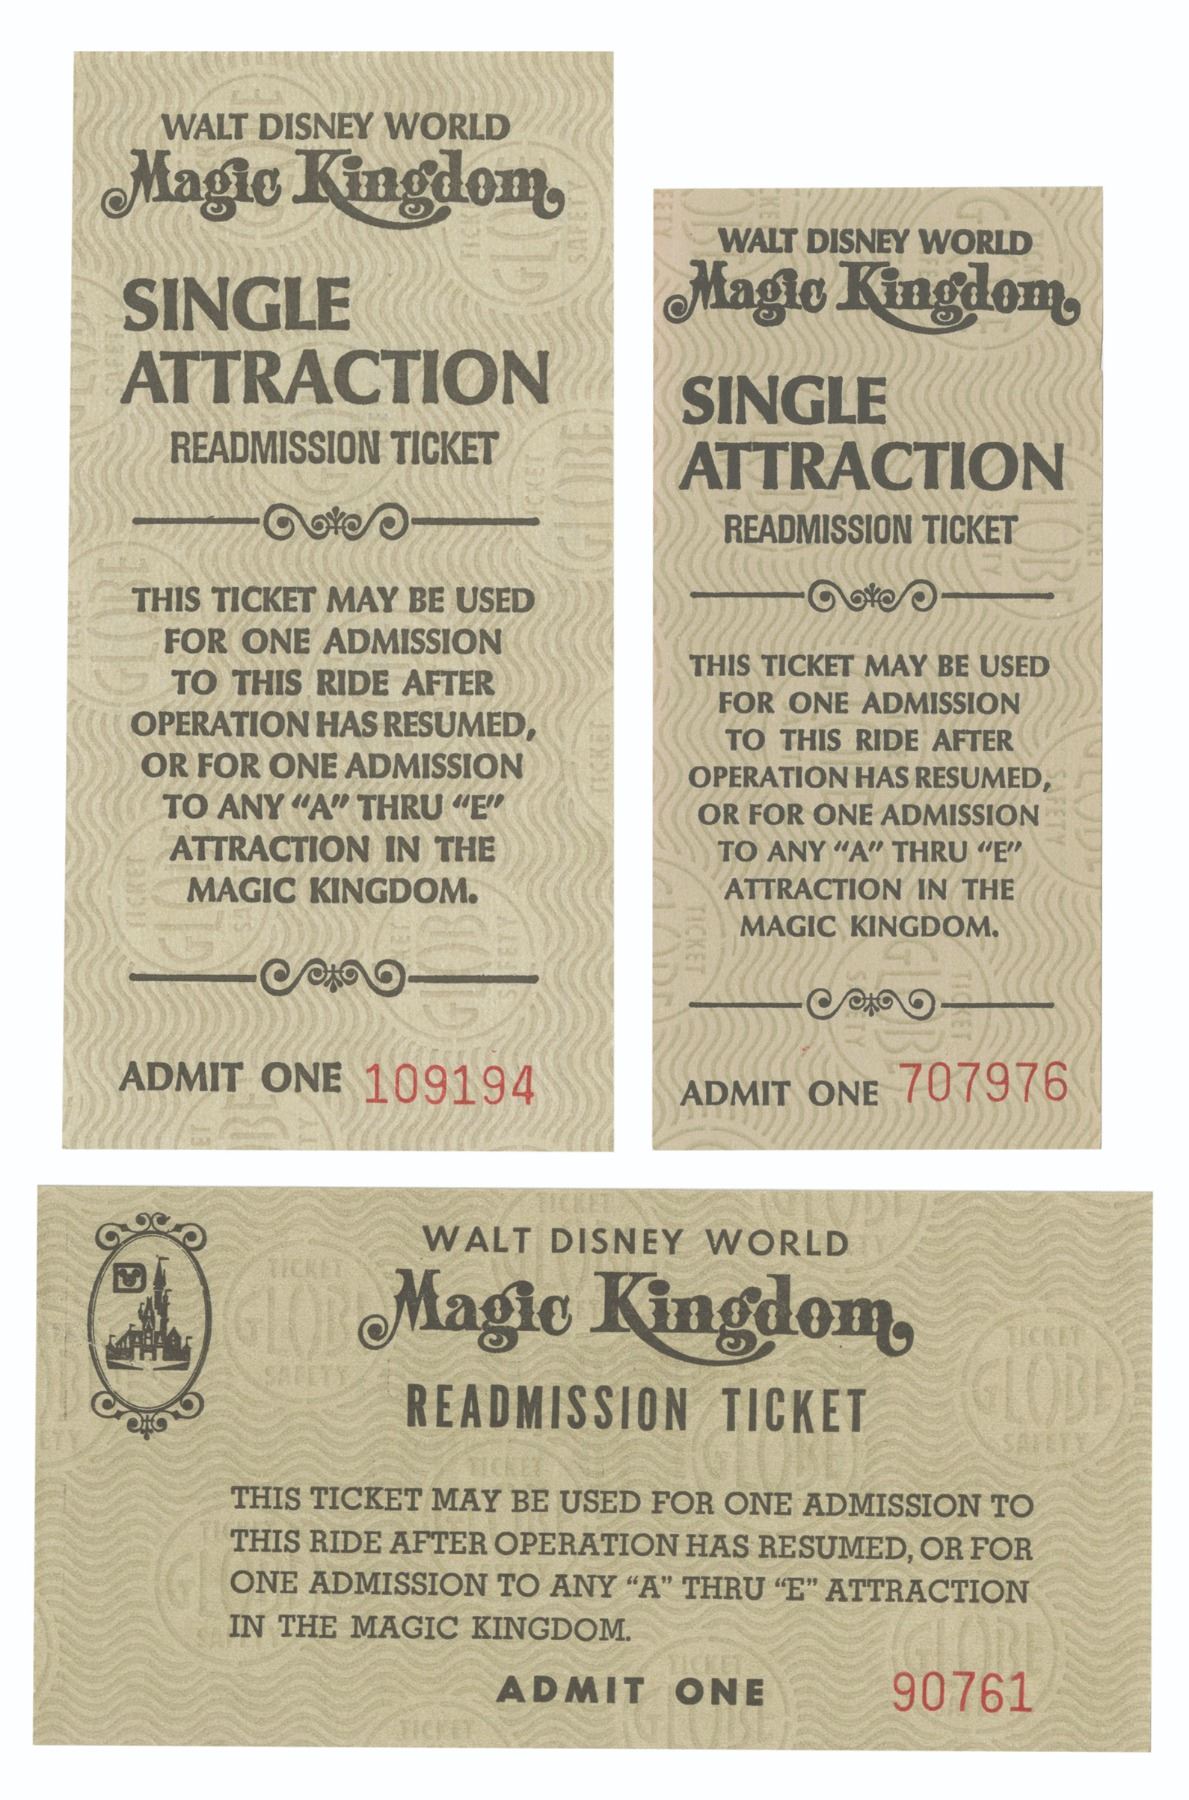 WALT DISNEY WORLD
Magic Kingdom
SINGLE
ATTRACTION
READMISSION TICKET
THIS TICKET MAY BE USED
FOR ONE ADMISSION
TO THIS RIDE AFTER
OPERATION HAS RESUMED,
OR FOR ONE ADMISSION
TO ANY “A” THRU “E”
ATTRACTION IN THE
MAGIC KINGDOM.
ADMIT ONE 109194
WALT DISNEY WORLD
Magic Kingdom
SINGLE
ATTRACTION
READMISSION TICKET
THIS TICKET MAY BE USED
FOR ONE ADMISSION
TO THIS RIDE AFTER
OPERATION HAS RESUMED,
OR FOR ONE ADMISSION
TO ANY “A” THRU “E”
ATTRACTION IN THE
MAGIC KINGDOM.
ADMIT ONE 707976
WALT DISNEY WORLD
Magic Kingdom
READMISSION TICKET
THIS TICKET MAY BE USED FOR ONE ADMISSION TO
THIS RIDE AFTER OPERATION HAS RESUMED, OR FOR
ONE ADMISSION TO ANY “A” THRU “E” ATTRACTION
IN THE MAGIC KINGDOM.
ADMIT ONE 90761